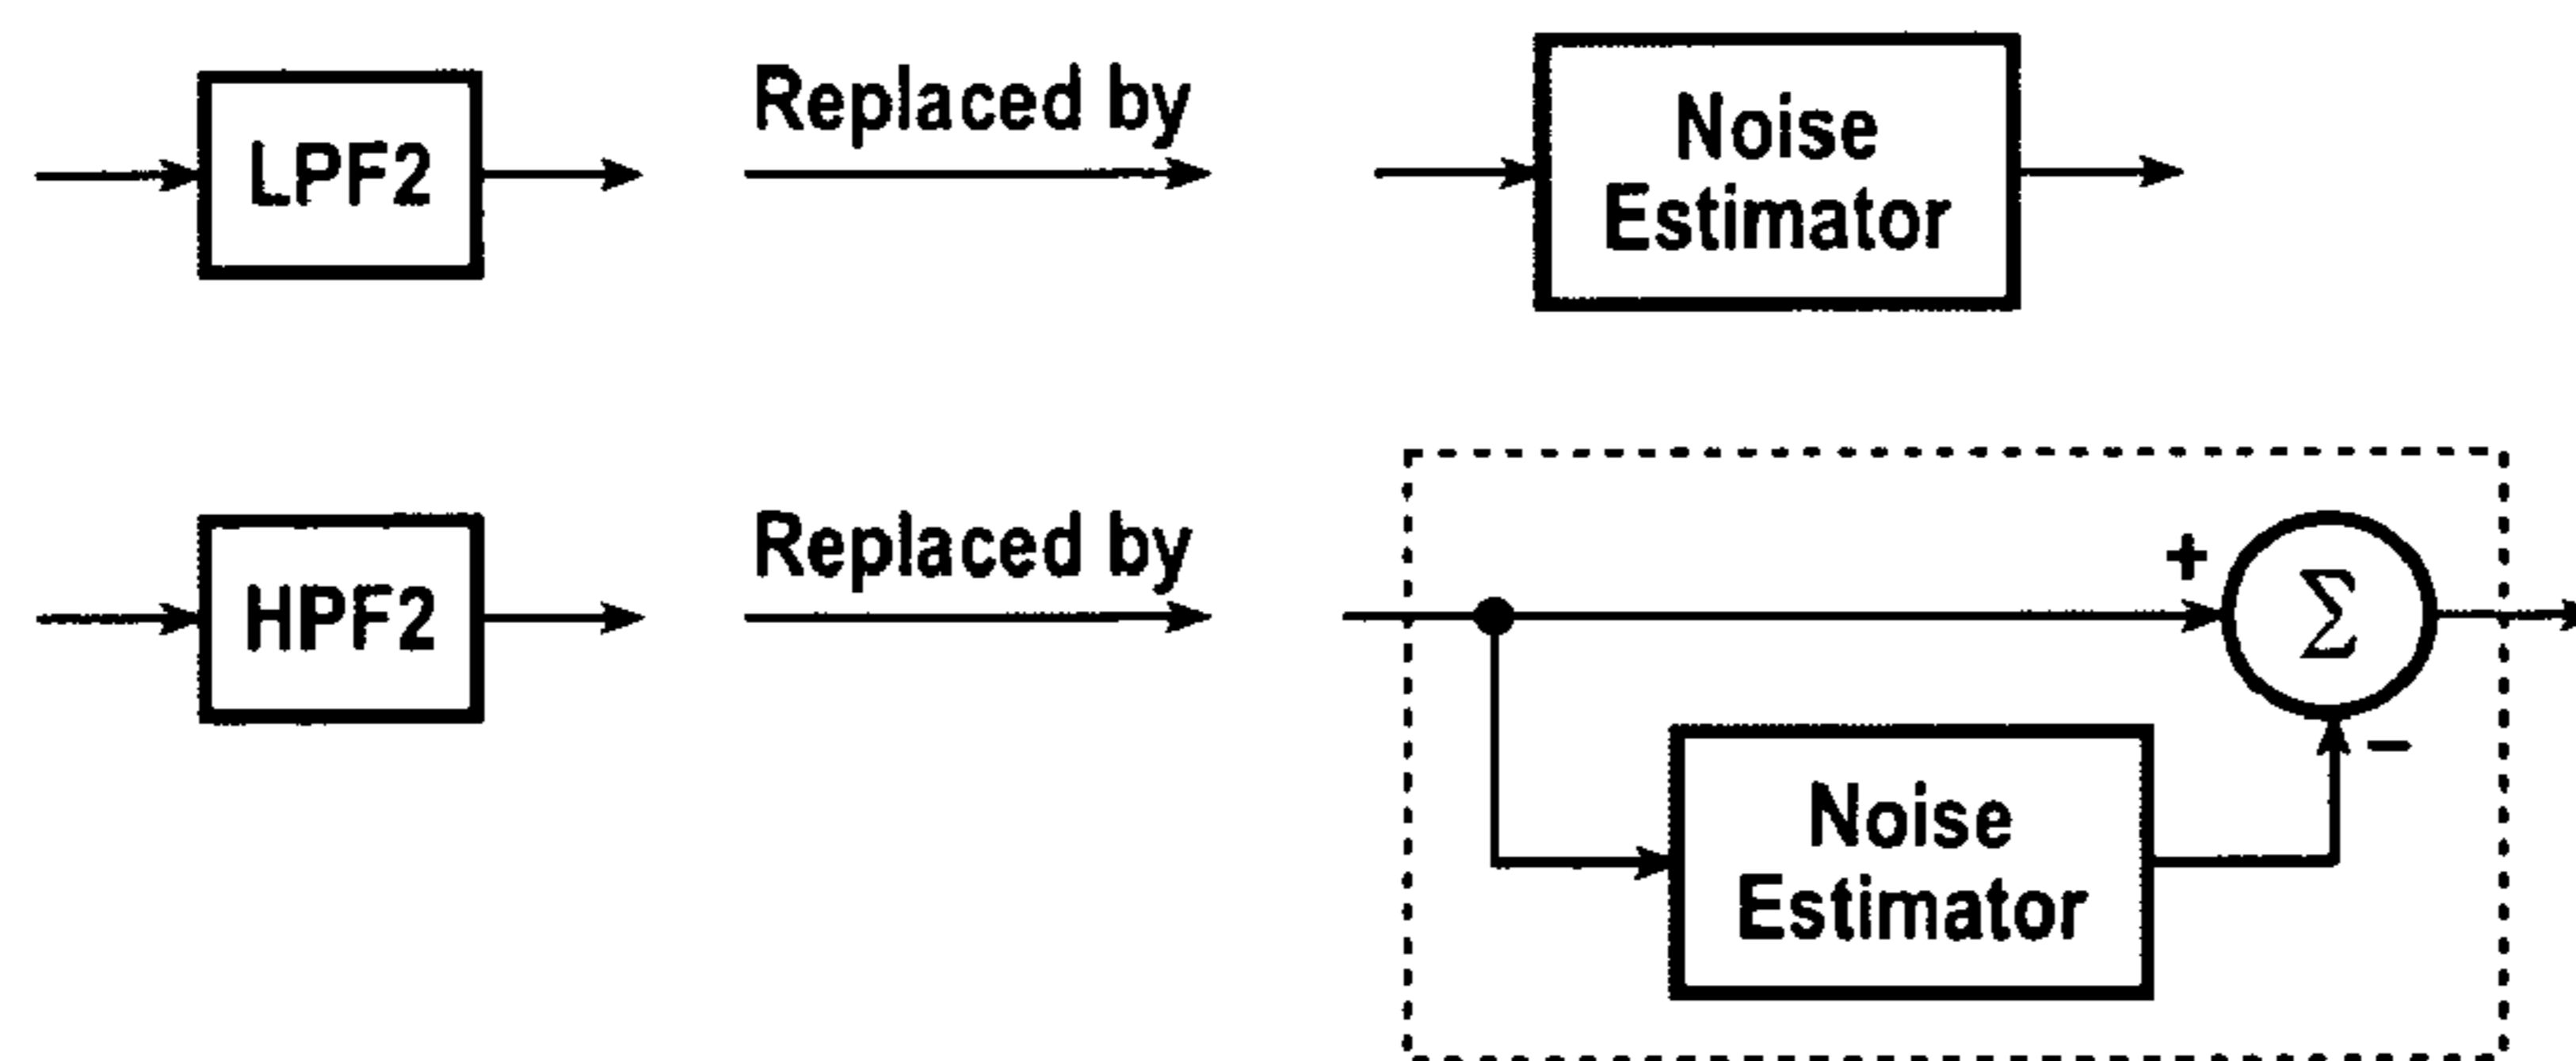 LPF2
Replaced by
Noise
Estimator
HPF2
Replaced by
+
Σ
−
Noise
Estimator